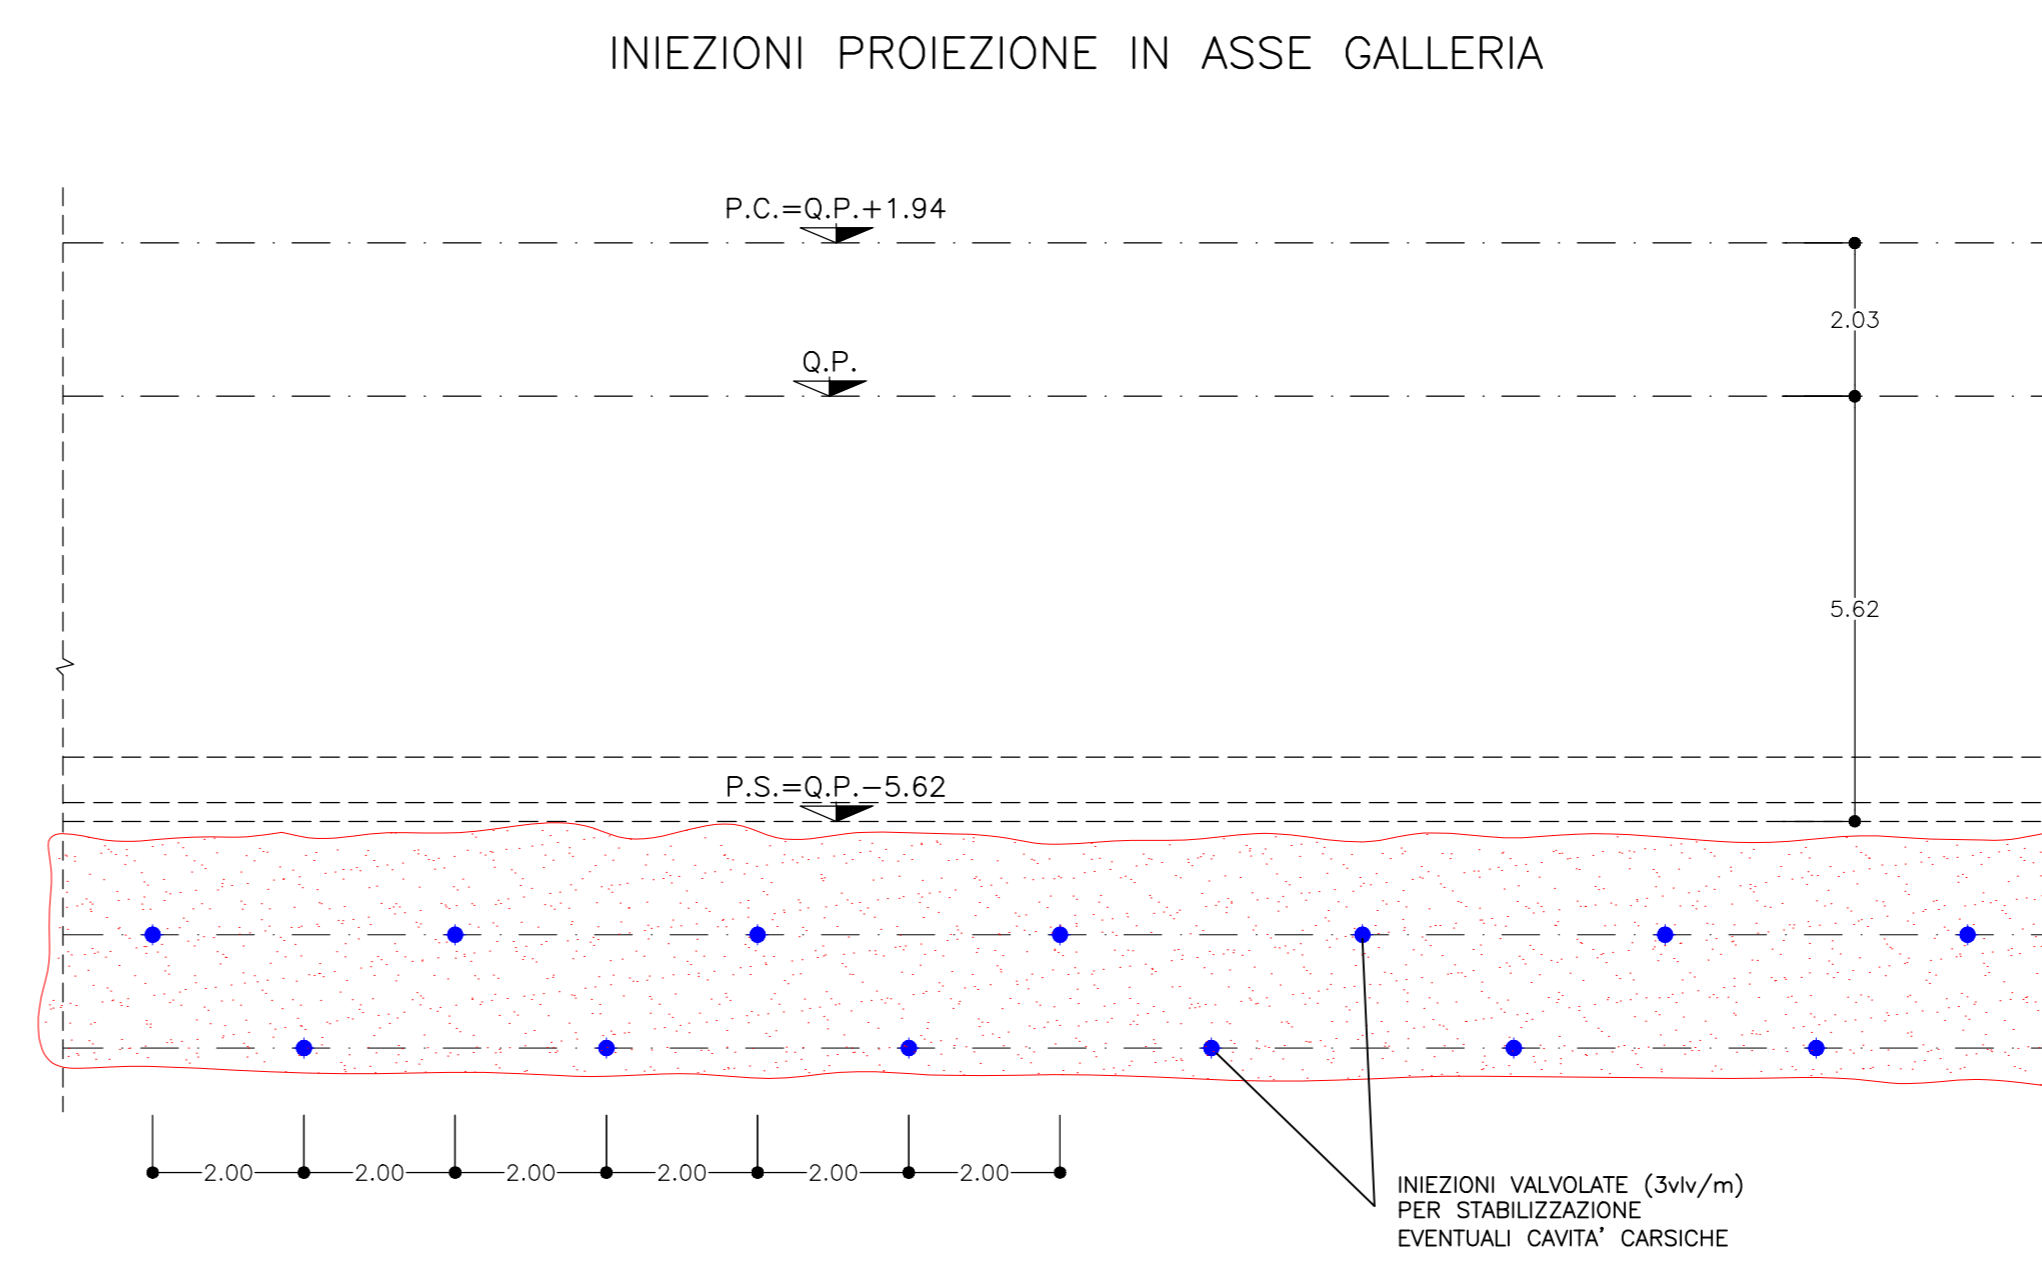 INIEZIONI PROIEZIONE IN ASSE GALLERIA
P.C.=Q.P.+1.94
2.03
Q.P.
5.62
P.S.=Q.P.−5.62
2.00 2.00 2.00 2.00 2.00 2.00
INIEZIONI VALVOLATE (3vlv/m)
PER STABILIZZAZIONE
EVENTUALI CAVITA' CARSICHE